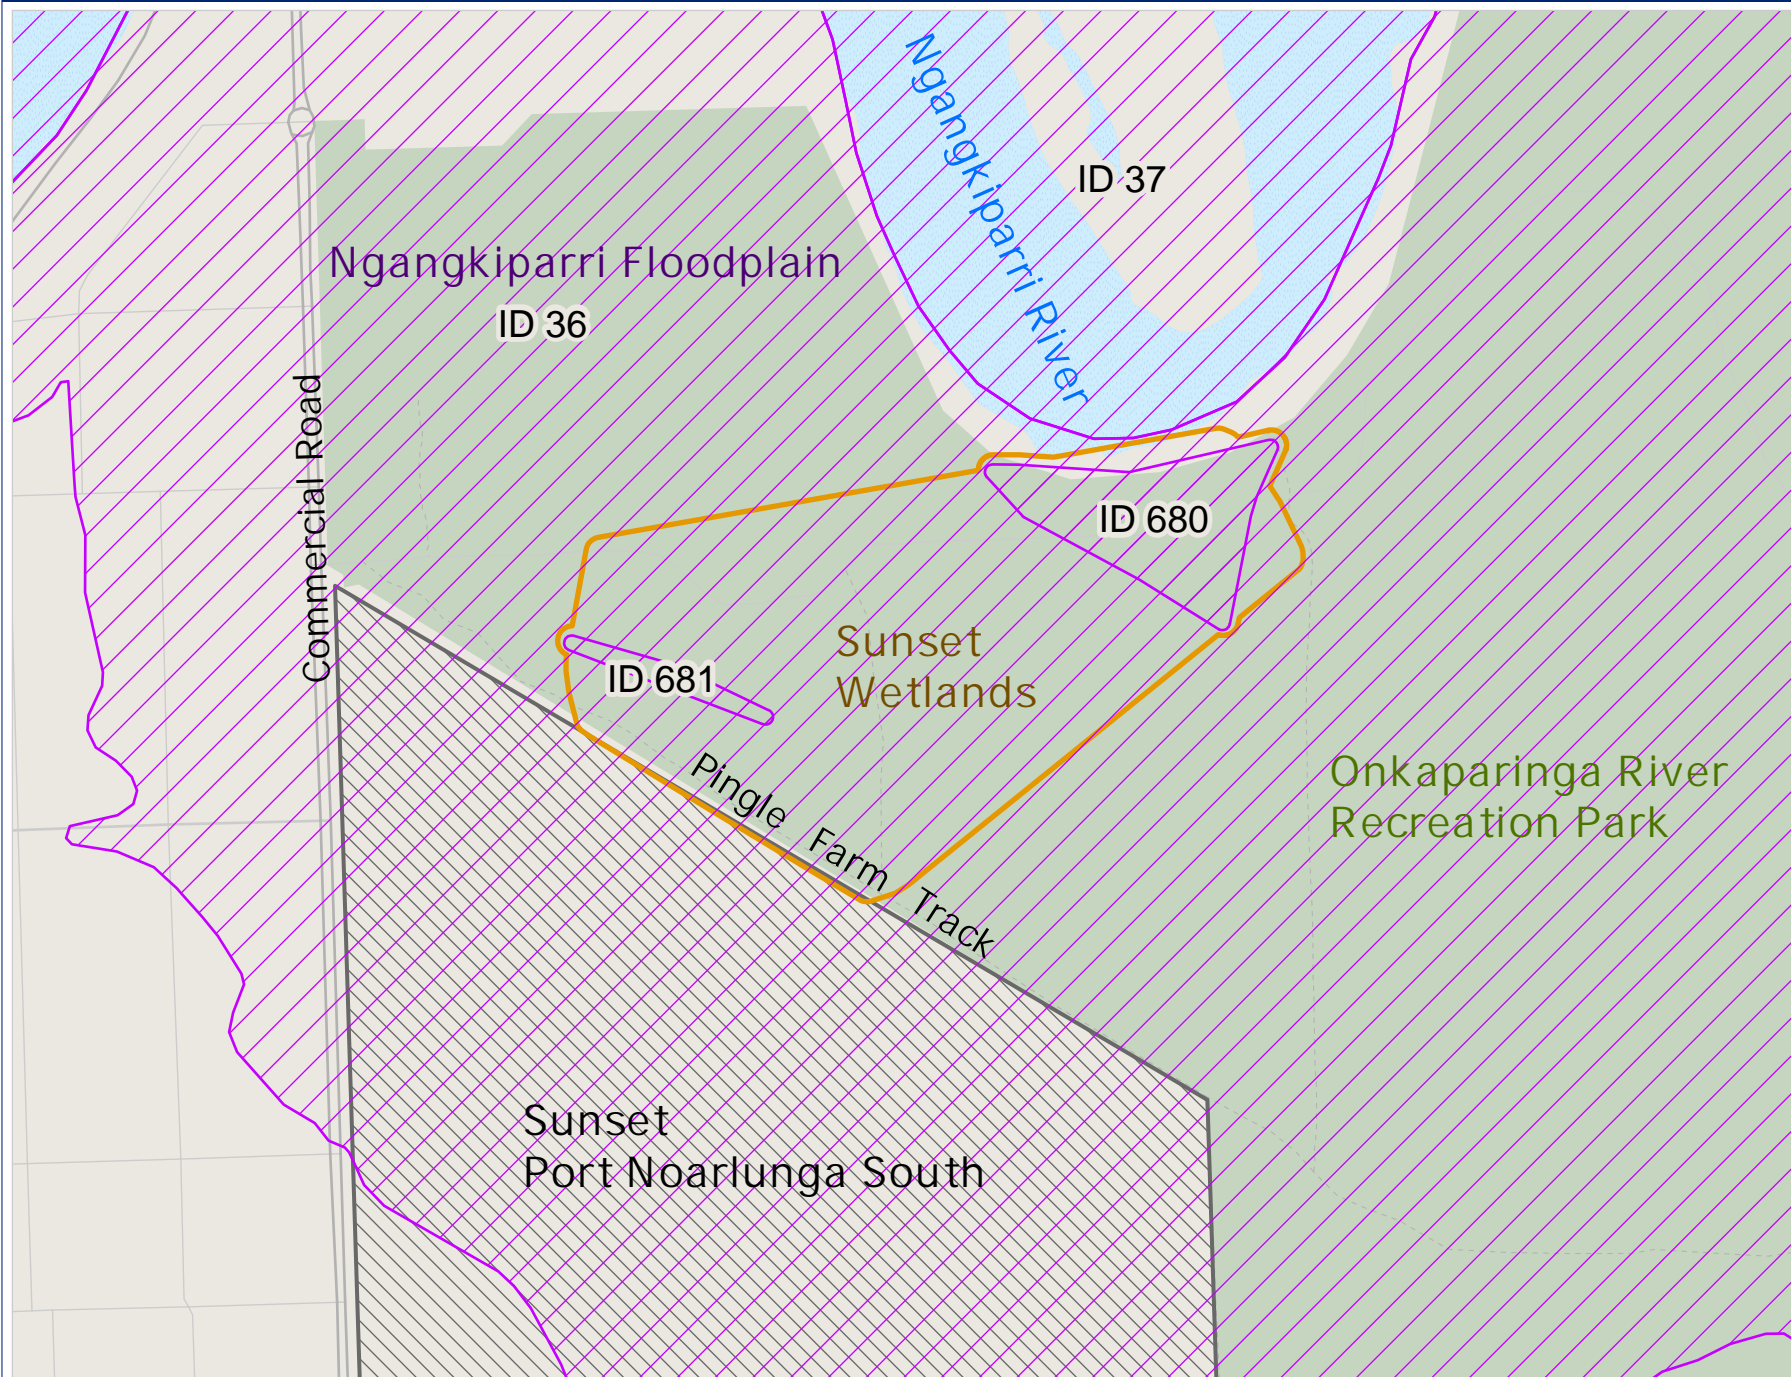 Ngangkiparri River
ID 37
Ngangkiparri Floodplain
ID 36
Commercial Road
ID 680
Sunset
Wetlands
ID 681
Pingle Farm Track
Onkaparinga River
Recreation Park
Sunset
Port Noarlunga South